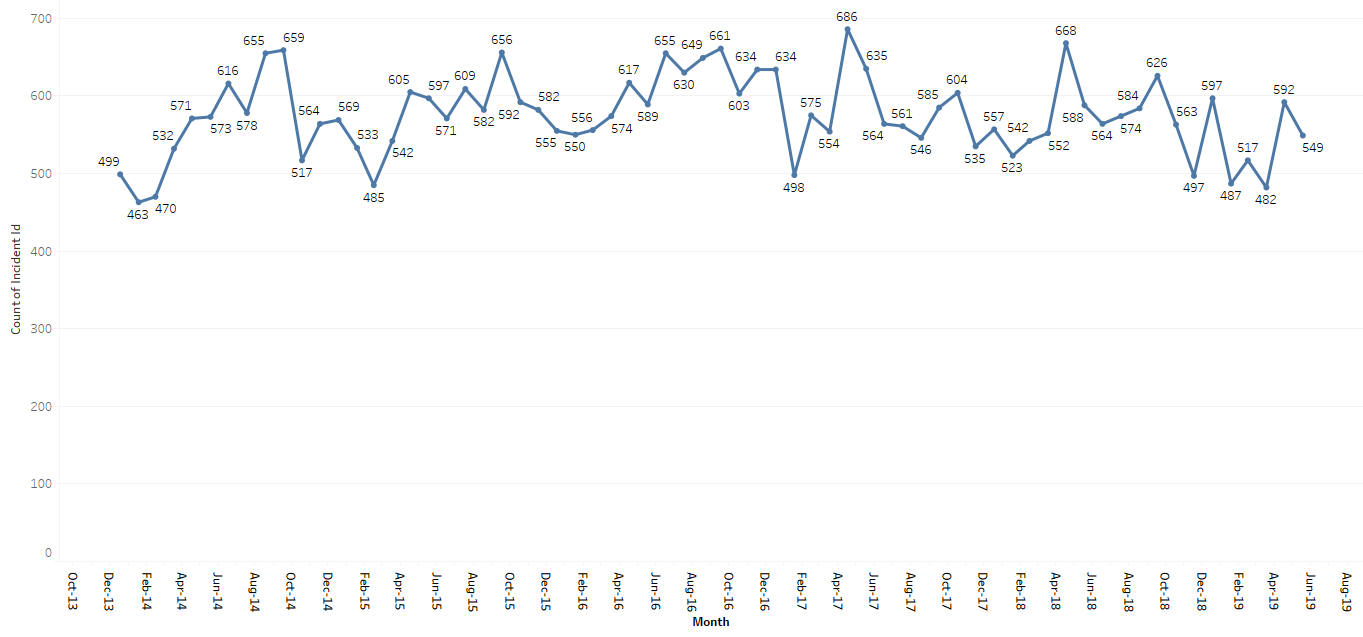 700
600
500
400
300
200
100
0
Count of Incident Id
499
463
470
532
571
573
616
578
655
659
517
564
569
533
485
542
605
597
571
609
582
656
592
582
555
550
556
574
617
589
655
630
649
661
603
634
634
498
575
554
686
635
564
561
546
585
604
535
557
523
542
552
668
588
564
574
584
626
563
497
597
487
517
482
592
549
Oct-13
Dec-13
Feb-14
Apr-14
Jun-14
Aug-14
Oct-14
Dec-14
Feb-15
Apr-15
Jun-15
Aug-15
Oct-15
Dec-15
Feb-16
Apr-16
Jun-16
Aug-16
Oct-16
Dec-16
Feb-17
Apr-17
Jun-17
Aug-17
Oct-17
Dec-17
Feb-18
Apr-18
Jun-18
Aug-18
Oct-18
Dec-18
Feb-19
Apr-19
Jun-19
Aug-19
Month